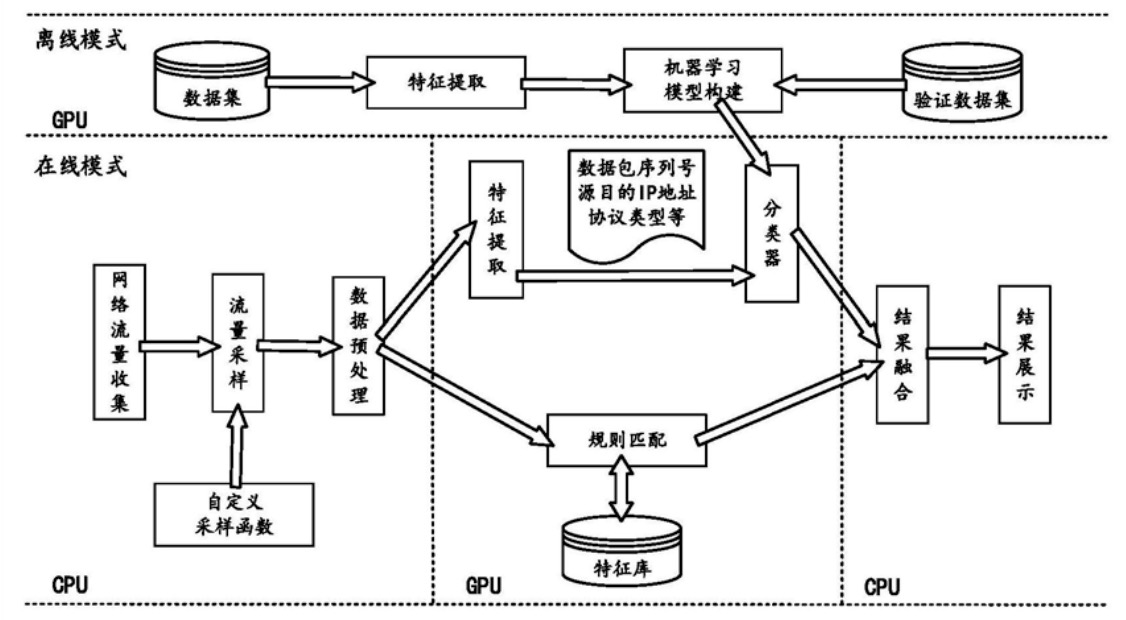 离线模式
数据集
特征提取
机器学习
模型构建
验证数据集
GPU
在线模式
网络流量收集
流量采样
自定义
采样函数
数据预处理
CPU
特征提取
数据包序列号
源目的IP地址
协议类型等
分类器
规则匹配
特征库
GPU
结果融合
结果展示
CPU